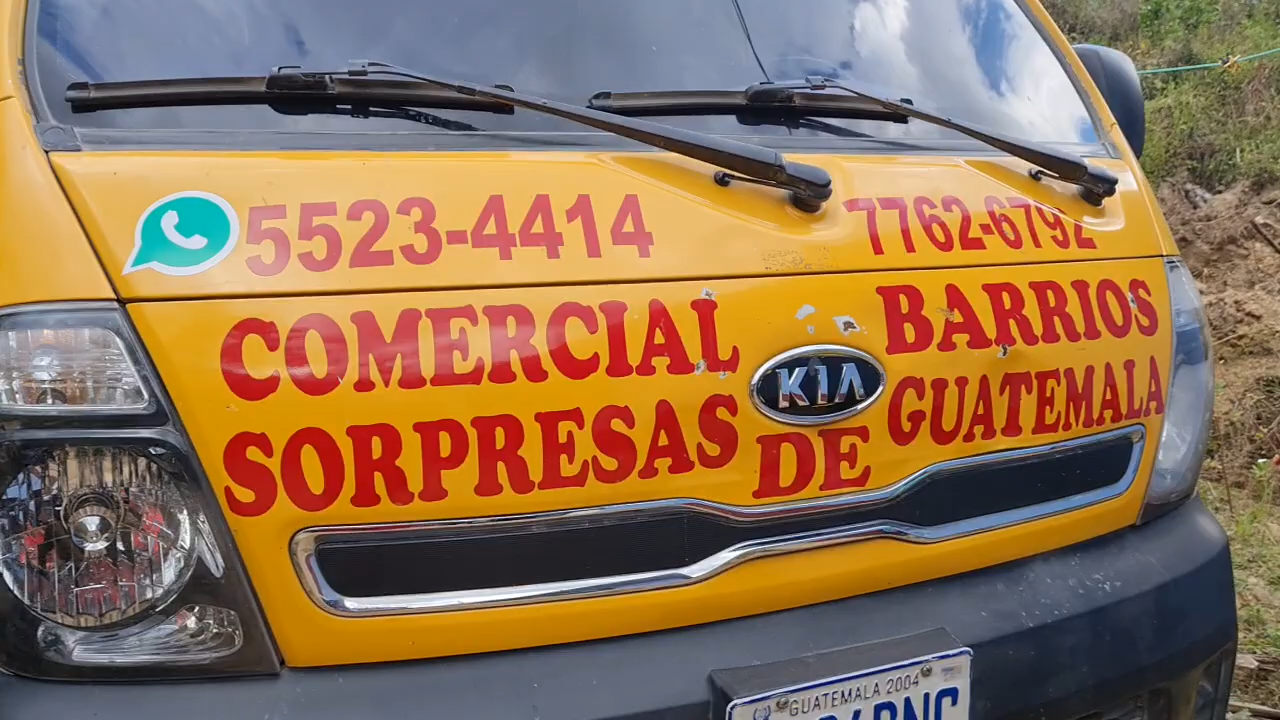 5523-4414 7762-6792
COMERCIAL BARRIOS
SORPRESAS DE GUATEMALA
KIA
GUATEMALA 2004